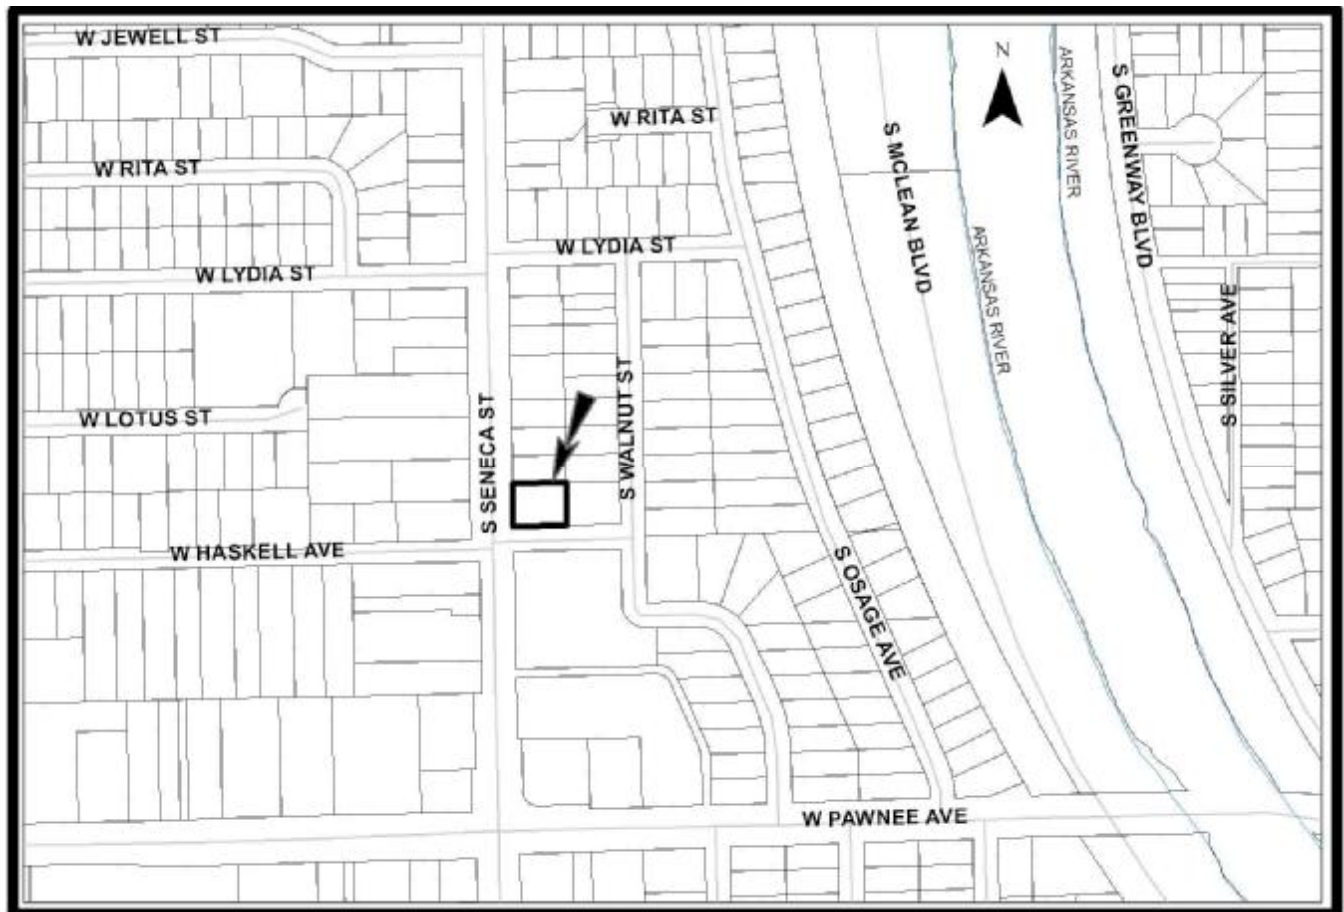 W JEWELL ST
N
ARKANSAS RIVER
S GREENWAY BLVD
W RITA ST
S MCLEAN BLVD
W RITA ST
W LYDIA ST
ARKANSAS RIVER
W LYDIA ST
S SILVER AVE
S WALNUT ST
S SENECA ST
W LOTUS ST
W HASKELL AVE
S OSAGE AVE
W PAWNEE AVE